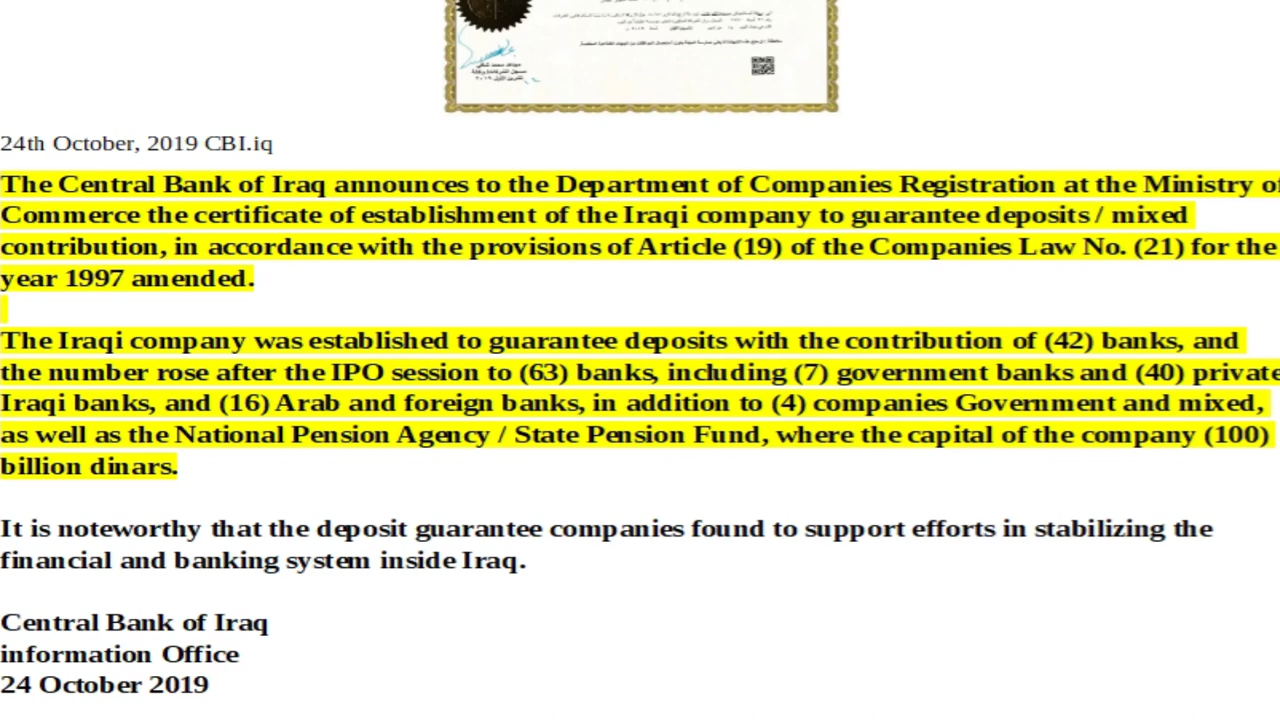 مسجل الشركات/وكالة
24th October, 2019 CBI.iq
The Central Bank of Iraq announces to the Department of Companies Registration at the Ministry of
Commerce the certificate of establishment of the Iraqi company to guarantee deposits / mixed
contribution, in accordance with the provisions of Article (19) of the Companies Law No. (21) for the
year 1997 amended.
The Iraqi company was established to guarantee deposits with the contribution of (42) banks, and
the number rose after the IPO session to (63) banks, including (7) government banks and (40) private
Iraqi banks, and (16) Arab and foreign banks, in addition to (4) companies Government and mixed,
as well as the National Pension Agency / State Pension Fund, where the capital of the company (100)
billion dinars.
It is noteworthy that the deposit guarantee companies found to support efforts in stabilizing the
financial and banking system inside Iraq.
Central Bank of Iraq
information Office
24 October 2019